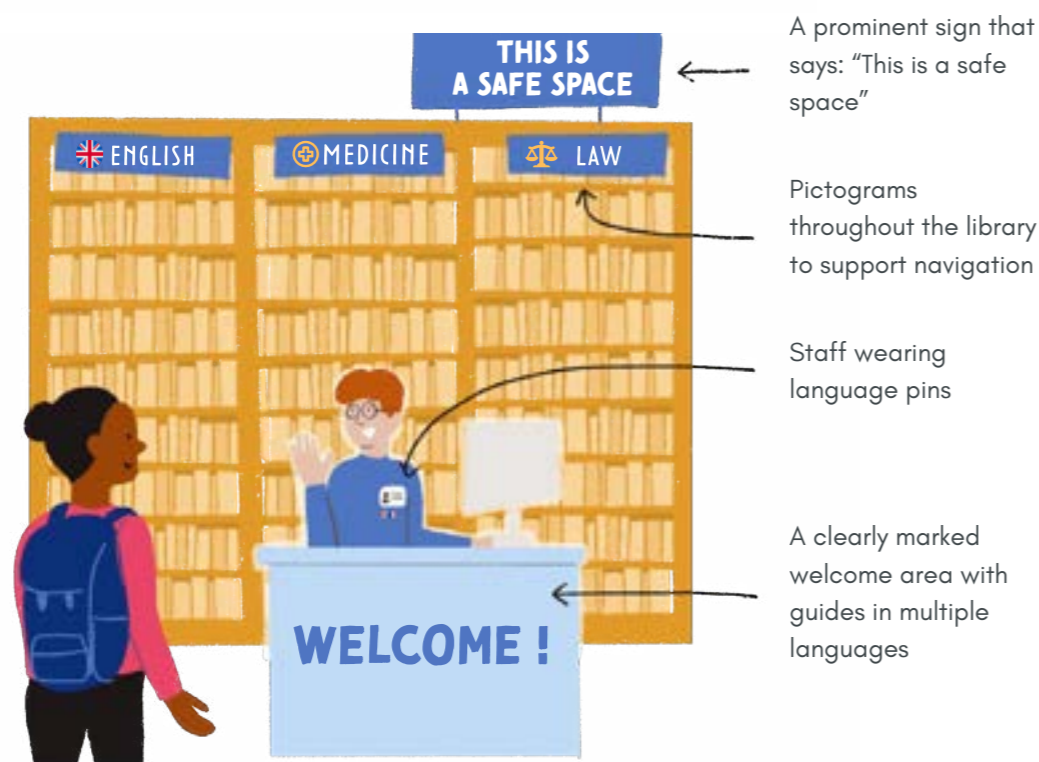 THIS IS
A SAFE SPACE
A prominent sign that
says: “This is a safe
space”
ENGLISH
MEDICINE
LAW
Pictograms
throughout the library
to support navigation
Staff wearing
language pins
A clearly marked
welcome area with
guides in multiple
languages
WELCOME !